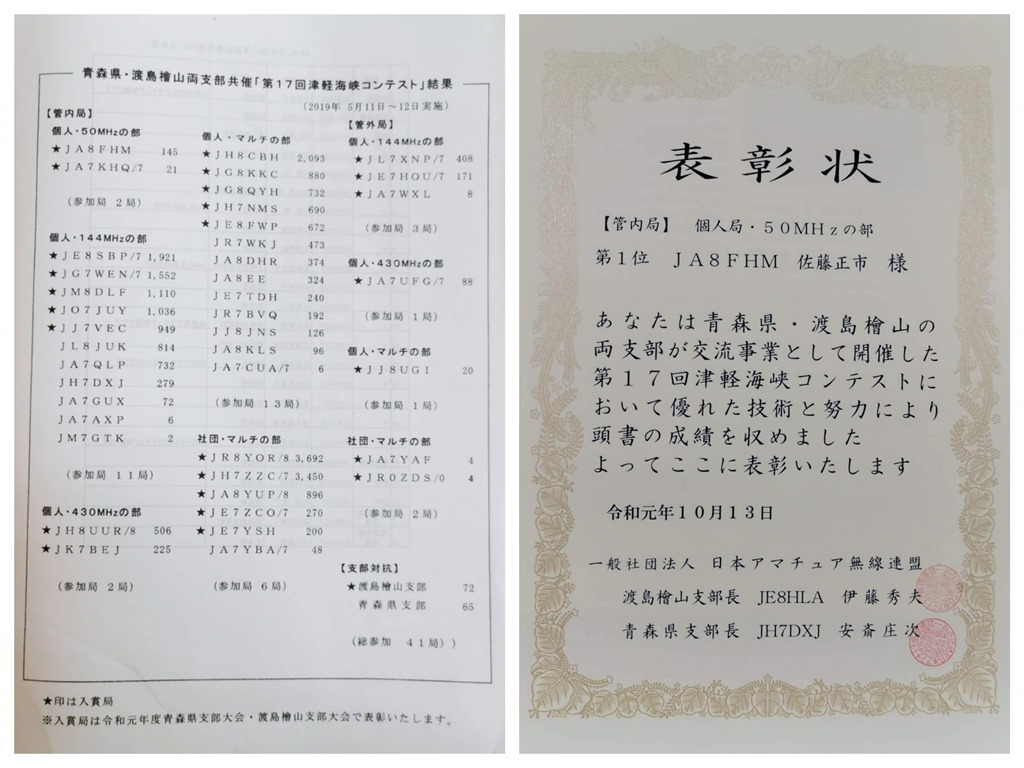 青森県・渡島檜山両支部共催「第17回津軽海峡コンテスト」結果
(2019年 5月11日~12日実施)
【管内局】
個人・50MHzの部
★JA8FHM 145
★JA7KHQ/7 21
(参加局 2局)
個人・144MHzの部
★JE8SBP/7 1,921
★JG7WEN/7 1,552
★JM8DLF 1,110
★JO7JUY 1,036
★JJ7VEC 949
JL8JUK 814
JA7QLP 732
JH7DXJ 279
JA7GUX 72
JA7AXP 6
JM7GTK 2
(参加局 11局)
個人・430MHzの部
★JH8UUR/8 506
★JK7BEJ 225
(参加局 2局)
個人・マルチの部
★JH8CBH 2,093
★JG8KKC 880
★JG8QYH 732
★JH7NMS 690
★JE8FWP 672
JR7WKJ 473
JA8DHR 374
JA8EE 324
JE7TDH 240
JR7BVQ 192
JJ8JNS 126
JA8KLS 96
JA7CUA/7 6
(参加局 13局)
社団・マルチの部
★JR8YOR/8 3,692
★JH7ZZC/7 3,450
★JA8YUP/8 896
★JE7ZCO/7 270
★JE7YSH 200
JA7YBA/7 48
(参加局 6局)
【管外局】
個人・144MHzの部
★JL7XNP/7 408
★JE7HOU/7 171
★JA7WXL 8
(参加局 3局)
個人・430MHzの部
★JA7UFG/7 88
(参加局 1局)
個人・マルチの部
★JJ8UGI 20
(参加局 1局)
社団・マルチの部
★JA7YAF 4
★JR0ZDS/0 4
(参加局 2局)
【支部対抗】
★渡島檜山支部 72
青森県支部 65
(総参加 41局))
★印は入賞局
※入賞局は令和元年度青森県支部大会・渡島檜山支部大会で表彰いたします。
表彰状
【管内局】 個人局・50MHzの部
第1位 JA8FHM 佐藤正市 様
あなたは青森県・渡島檜山の
両支部が交流事業として開催した
第17回津軽海峡コンテストに
おいて優れた技術と努力により
頭書の成績を収めました
よってここに表彰いたします
令和元年10月13日
一般社団法人 日本アマチュア無線連盟
渡島檜山支部長 JE8HLA 伊藤秀夫
青森県支部長 JH7DXJ 安斎庄次